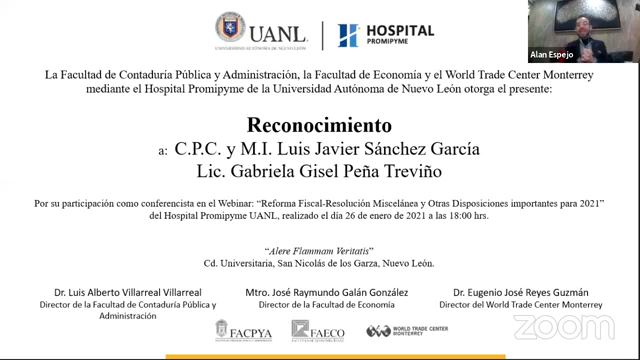 UANL
UNIVERSIDAD AUTÓNOMA DE NUEVO LEÓN
HOSPITAL
PROMIPYME
Alan Espejo
La Facultad de Contaduría Pública y Administración, la Facultad de Economía y el World Trade Center Monterrey
mediante el Hospital Promipyme de la Universidad Autónoma de Nuevo León otorga el presente:
Reconocimiento
a: C.P.C. y M.I. Luis Javier Sánchez García
Lic. Gabriela Gisel Peña Treviño
Por su participación como conferencista en el Webinar: “Reforma Fiscal-Resolución Miscelánea y Otras Disposiciones importantes para 2021”
del Hospital Promipyme UANL, realizado el día 26 de enero de 2021 a las 18:00 hrs.
“Alere Flammam Veritatis”
Cd. Universitaria, San Nicolás de los Garza, Nuevo León.
Dr. Luis Alberto Villarreal Villarreal
Director de la Facultad de Contaduría Pública y
Administración
Mtro. José Raymundo Galán González
Director de la Facultad de Economía
Dr. Eugenio José Reyes Guzmán
Director del World Trade Center Monterrey
FACPYA
FAECO
WORLD TRADE CENTER
MONTERREY
zoom